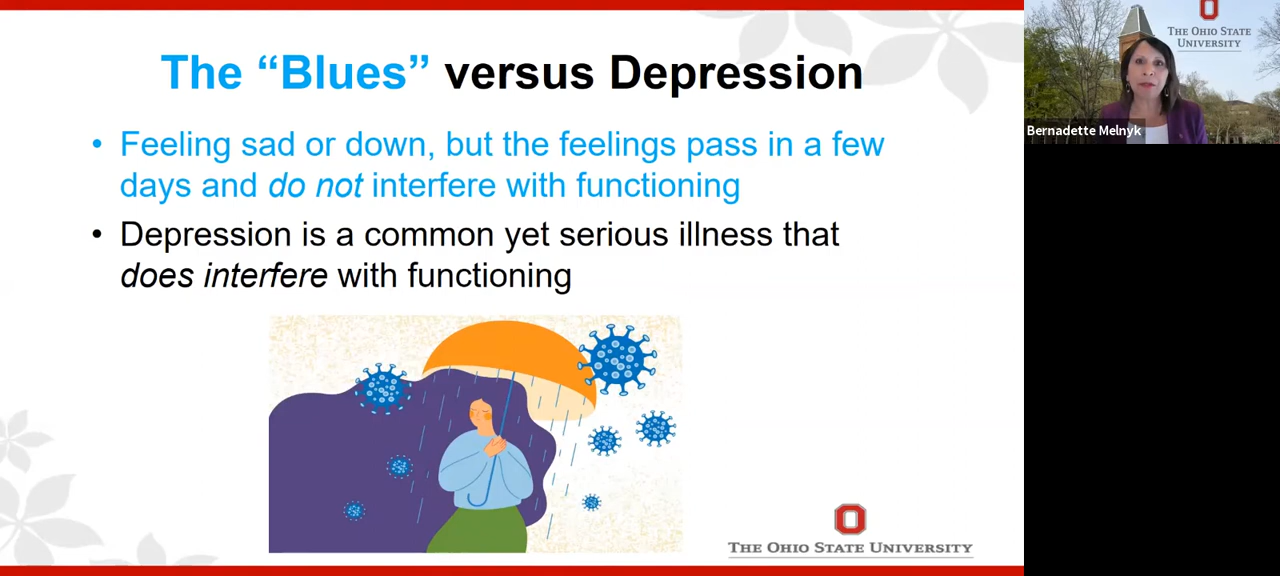 The “Blues” versus Depression
• Feeling sad or down, but the feelings pass in a few
days and do not interfere with functioning
• Depression is a common yet serious illness that
does interfere with functioning
THE OHIO STATE UNIVERSITY
THE OHIO STATE
UNIVERSITY
Bernadette Melnyk